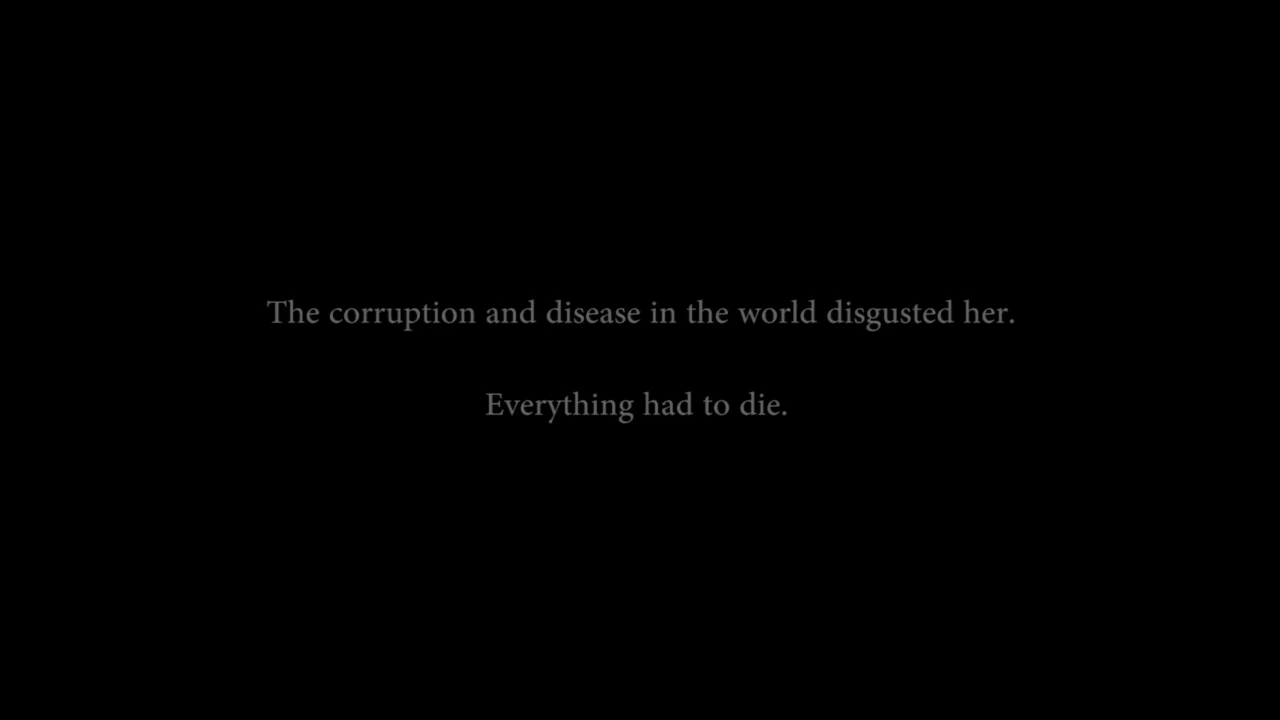 The corruption and disease in the world disgusted her.
Everything had to die.